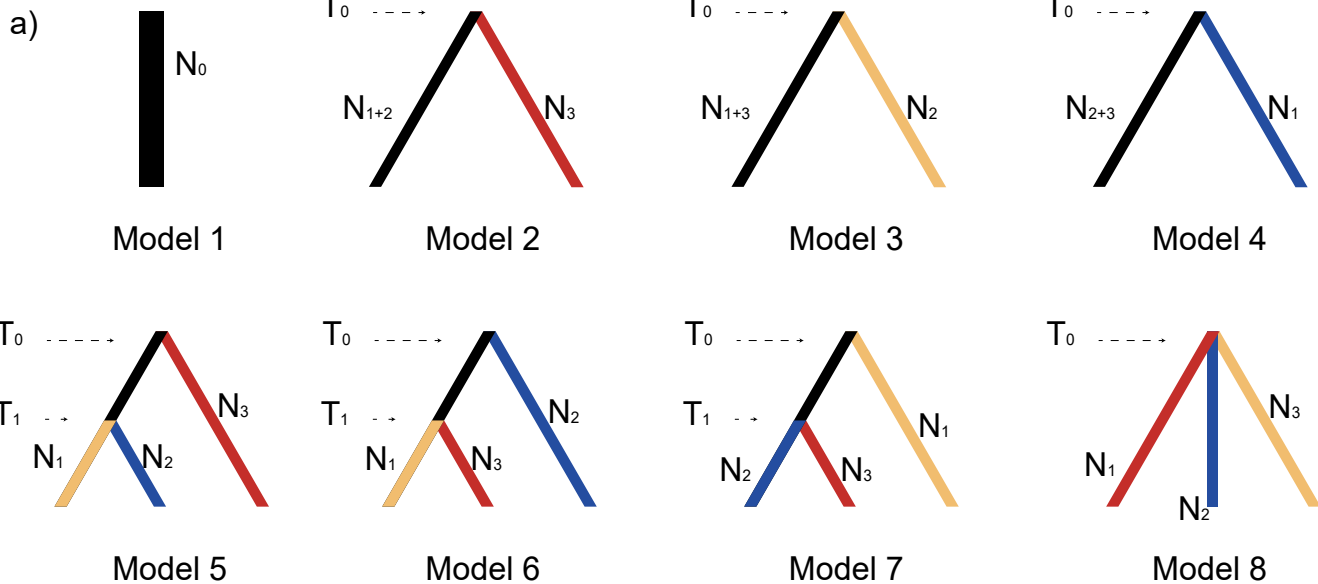 a)
N₀
T₀
N₁₊₂
N₃
T₀
N₁₊₃
N₂
T₀
N₂₊₃
N₁
Model 1
Model 2
Model 3
Model 4
T₀
T₁
N₁
N₂
N₃
T₀
T₁
N₁
N₃
N₂
T₀
T₁
N₂
N₃
N₁
T₀
N₁
N₂
N₃
Model 5
Model 6
Model 7
Model 8